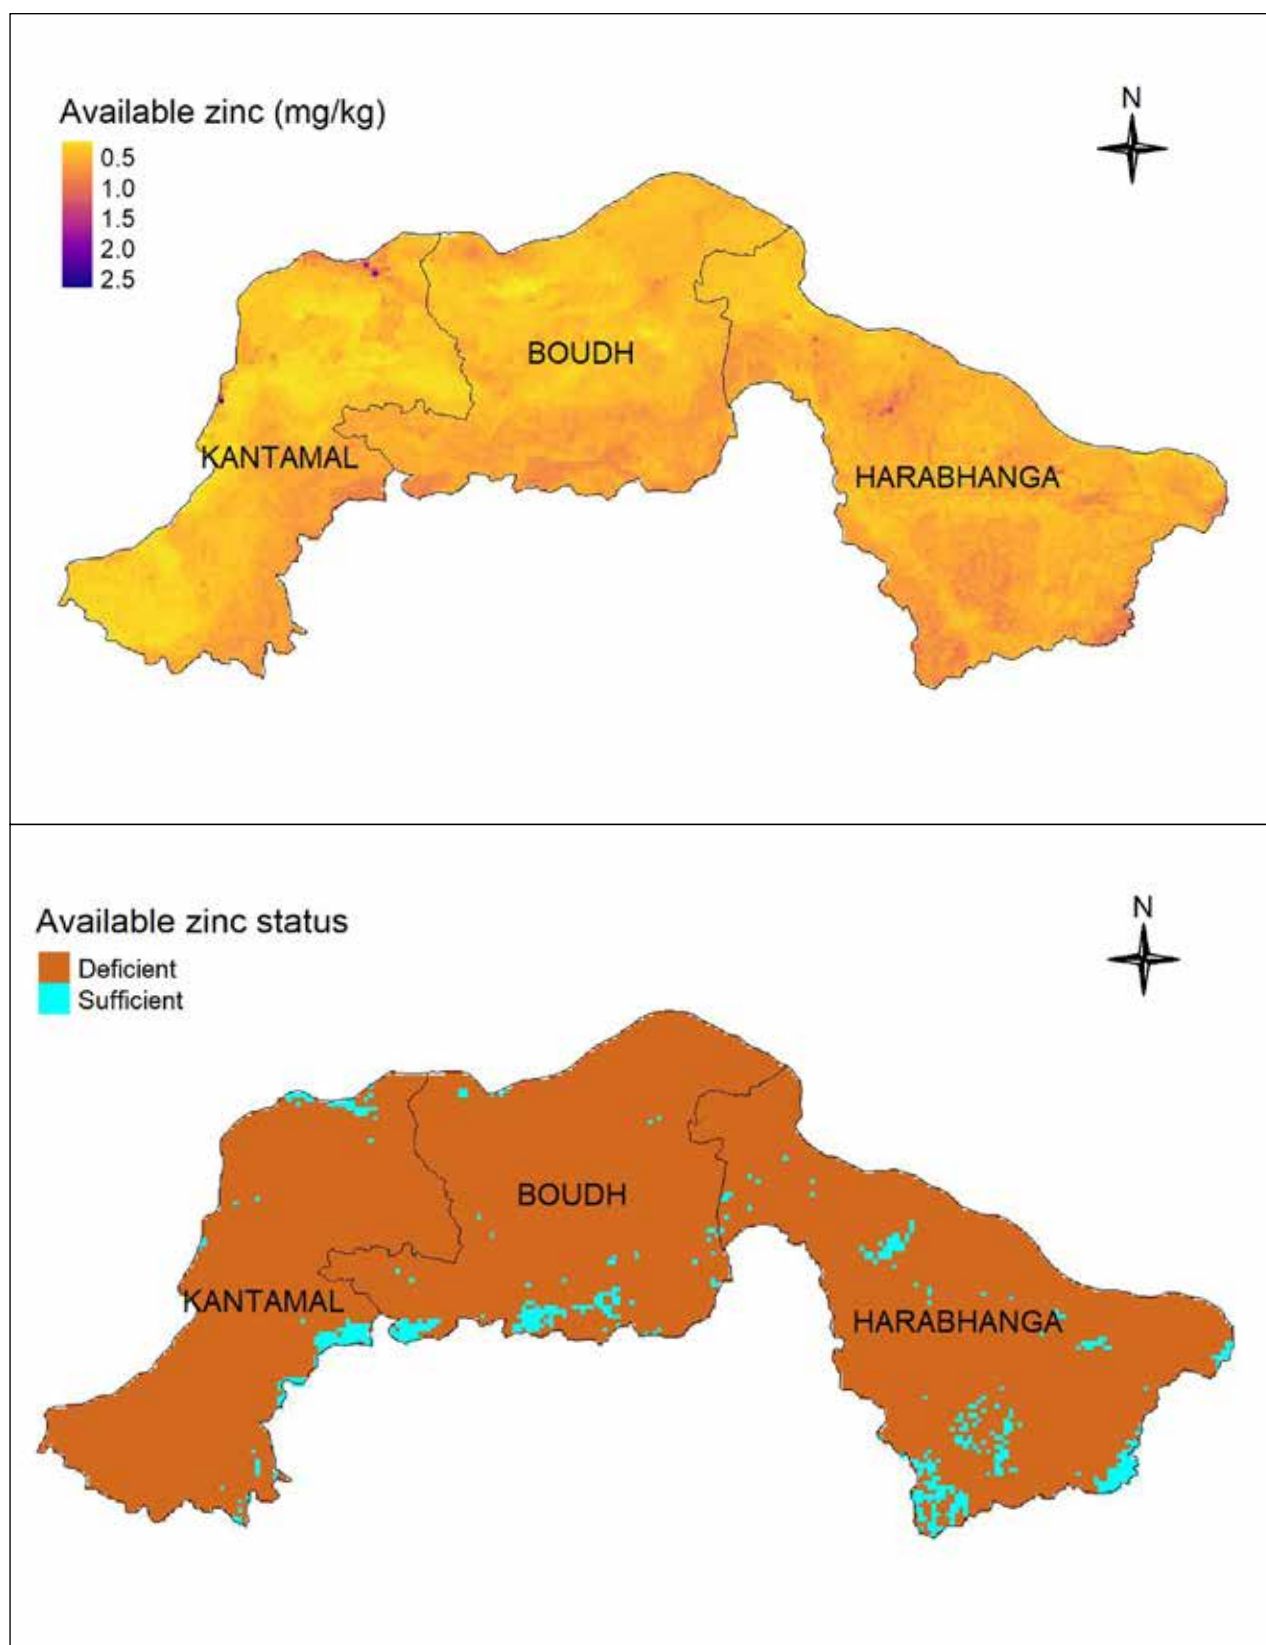 Available zinc (mg/kg)
0.5
1.0
1.5
2.0
2.5
N
BOUDH
KANTAMAL
HARABHANGA
Available zinc status
Deficient
Sufficient
N
BOUDH
KANTAMAL
HARABHANGA